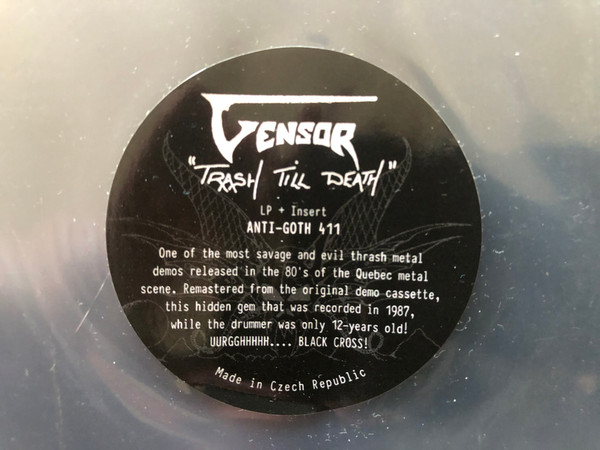 VENSOR
"TRASH TILL DEATH"
LP + Insert
ANTI-GOTH 411
One of the most savage and evil thrash metal
demos released in the 80's of the Quebec metal
scene. Remastered from the original demo cassette,
this hidden gem that was recorded in 1987,
while the drummer was only 12-years old!
UURGGHHHHH.... BLACK CROSS!
Made in Czech Republic